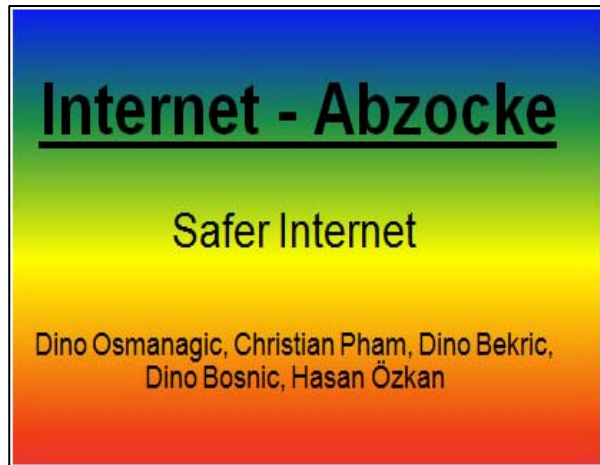 Internet - Abzocke
Safer Internet
Dino Osmanagic, Christian Pham, Dino Bekric,
Dino Bosnic, Hasan Özkan